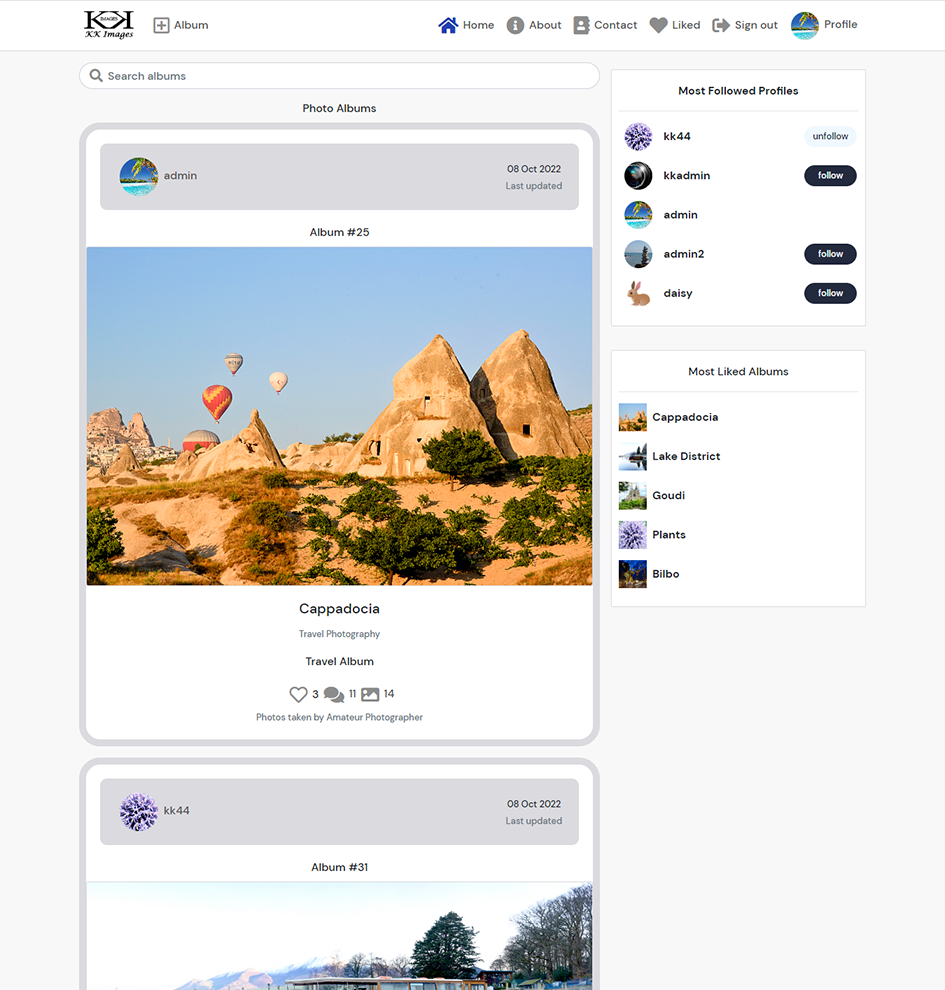 KK IMAGES
KK Images
Album
Home
About
Contact
Liked
Sign out
Profile
Search albums
Photo Albums
admin
08 Oct 2022
Last updated
Album #25
Cappadocia
Travel Photography
Travel Album
3
11
14
Photos taken by Amateur Photographer
kk44
08 Oct 2022
Last updated
Album #31
Most Followed Profiles
kk44
unfollow
kkadmin
follow
admin
admin2
follow
daisy
follow
Most Liked Albums
Cappadocia
Lake District
Goudi
Plants
Bilbo